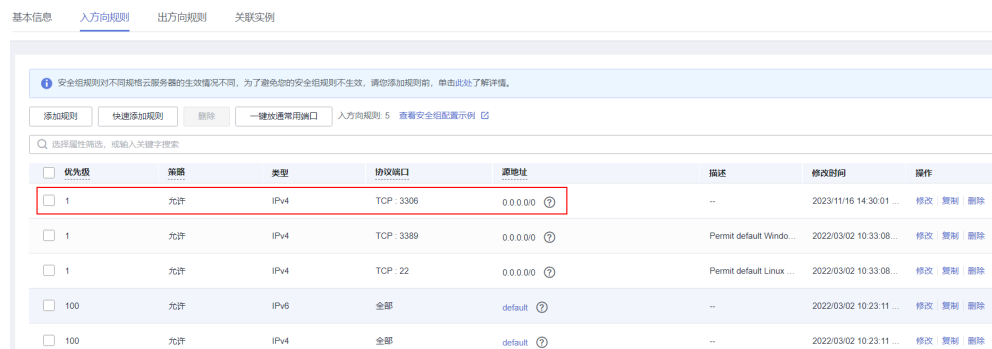 基本信息 入方向规则 出方向规则 关联实例
安全组规则对不同规格云服务器的生效情况不同，为了避免您的安全组规则不生效，请您添加规则前，单击此处了解详情。
添加规则 快速添加规则 删除 一键放通常用端口 入方向规则: 5 查看安全组配置示例
选择属性筛选，或输入关键字搜索
优先级 策略 类型 协议端口 源地址 描述 修改时间 操作
1 允许 IPv4 TCP : 3306 0.0.0.0/0 -- 2023/11/16 14:30:01 ... 修改 复制 删除
1 允许 IPv4 TCP : 3389 0.0.0.0/0 Permit default Windo... 2022/03/02 10:33:08... 修改 复制 删除
1 允许 IPv4 TCP : 22 0.0.0.0/0 Permit default Linux ... 2022/03/02 10:33:08... 修改 复制 删除
100 允许 IPv6 全部 default -- 2022/03/02 10:23:11 ... 修改 复制 删除
100 允许 IPv4 全部 default -- 2022/03/02 10:23:11 ... 修改 复制 删除